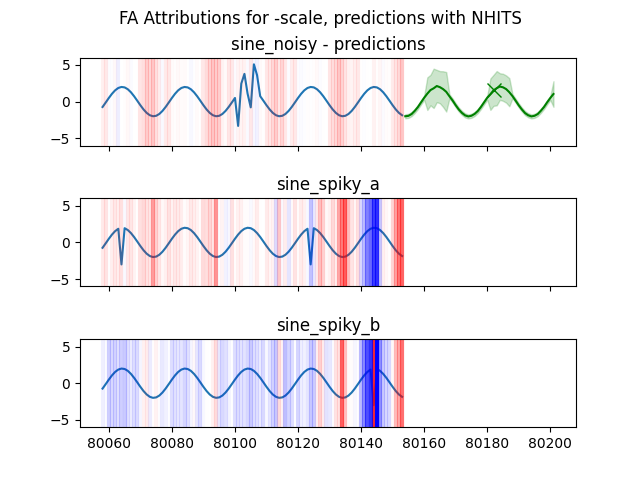 FA Attributions for -scale, predictions with NHITS
sine_noisy - predictions
5
0
−5
sine_spiky_a
5
0
−5
sine_spiky_b
5
0
−5
80060 80080 80100 80120 80140 80160 80180 80200